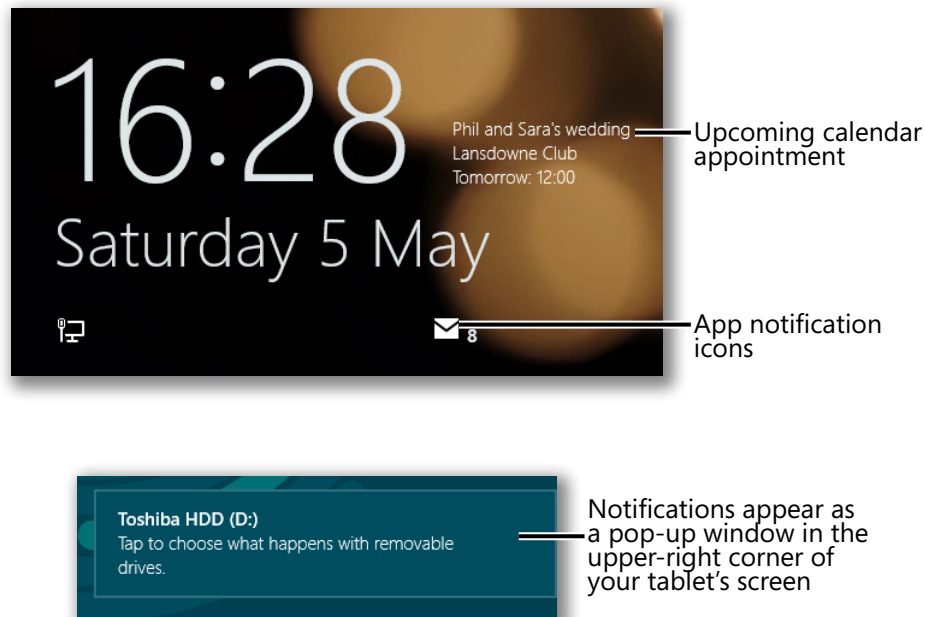 16:28
Phil and Sara's wedding
Lansdowne Club
Tomorrow: 12:00
Saturday 5 May
8
Upcoming calendar
appointment
App notification
icons
Toshiba HDD (D:)
Tap to choose what happens with removable
drives.
Notifications appear as
a pop-up window in the
upper-right corner of
your tablet's screen